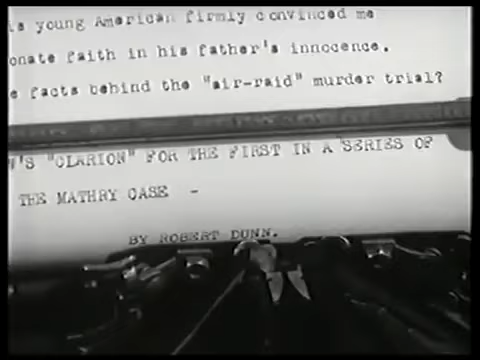 is young American firmly convinced me
onate faith in his father's innocence.
e facts behind the "air-raid" murder trial?
'S "CLARION" FOR THE FIRST IN A SERIES OF
THE MATHRY CASE -
BY ROBERT DUNN.